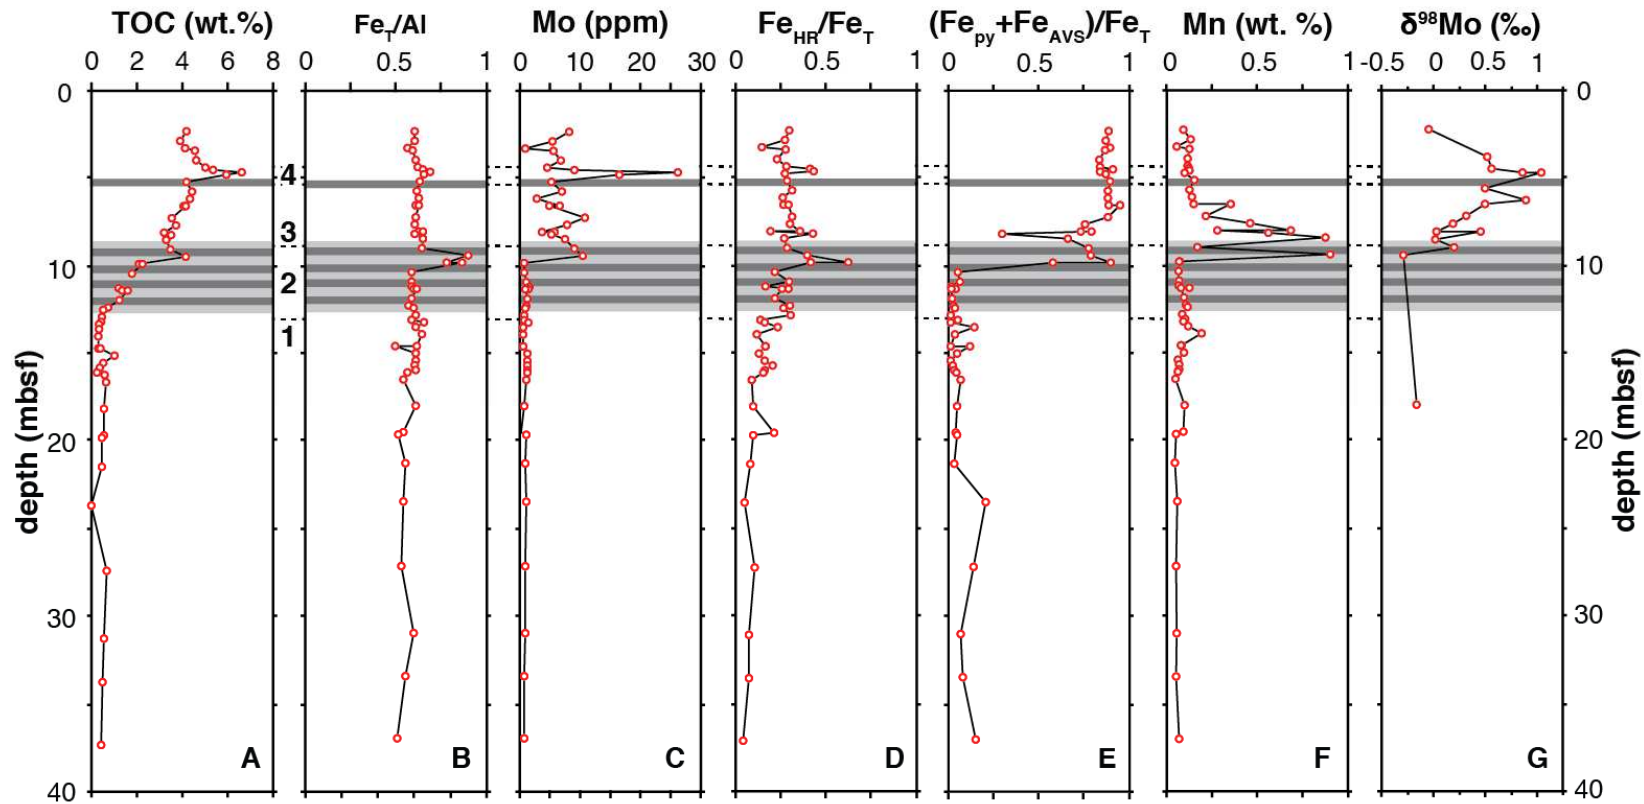 TOC (wt.%) FeT/Al Mo (ppm) FeHR/FeT (Fepy+FeAVS)/FeT Mn (wt. %) δ98Mo (‰)
0 2 4 6 8 0 0.5 1 0 10 20 30 0 0.5 1 0 0.5 1 0 0.5 1 -0.5 0 0.5 1
0 0
4
3
10 10
2
1
depth (mbsf) depth (mbsf)
20 20
30 30
A B C D E F G
40 40